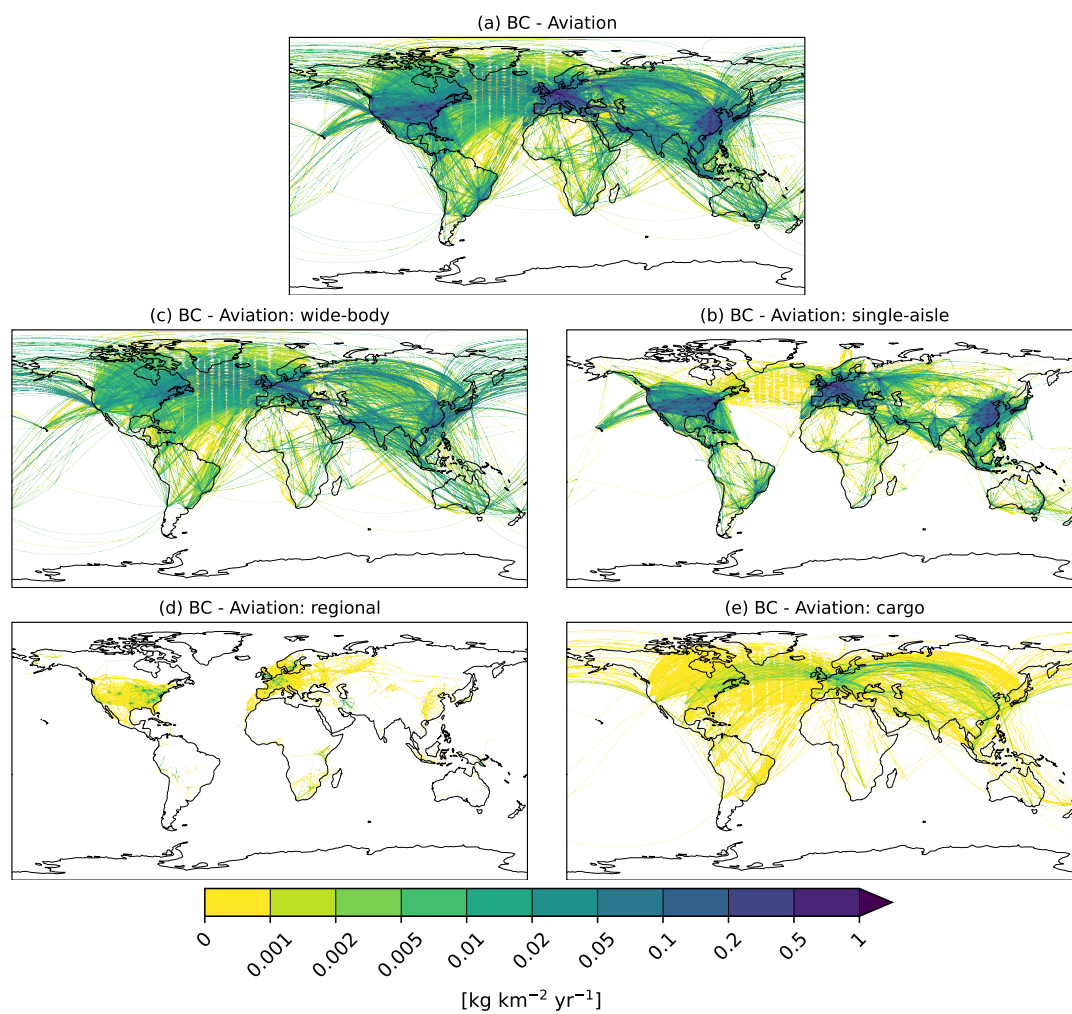 (a) BC - Aviation
(c) BC - Aviation: wide-body
(b) BC - Aviation: single-aisle
(d) BC - Aviation: regional
(e) BC - Aviation: cargo
0 0.001 0.002 0.005 0.01 0.02 0.05 0.1 0.2 0.5 1
[kg km⁻² yr⁻¹]